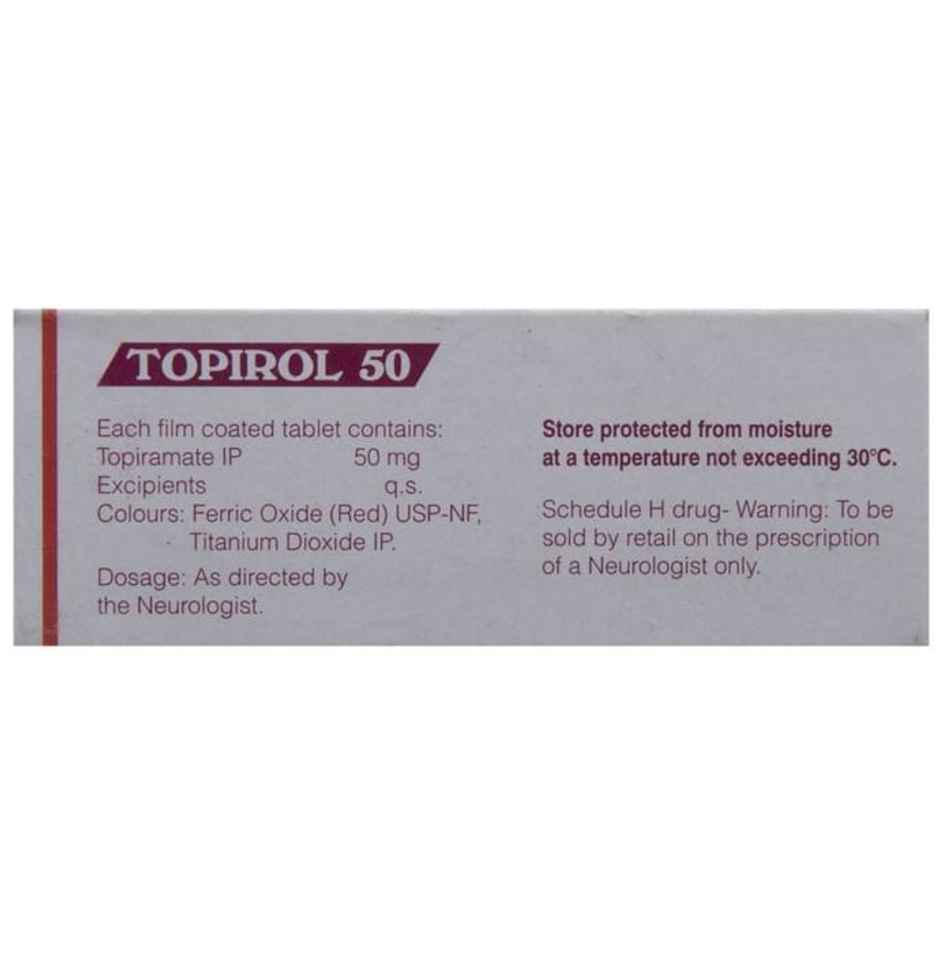 TOPIROL 50
Each film coated tablet contains:
Topiramate IP 50 mg
Excipients q.s.
Colours: Ferric Oxide (Red) USP-NF,
Titanium Dioxide IP.
Dosage: As directed by
the Neurologist.
Store protected from moisture
at a temperature not exceeding 30°C.
Schedule H drug- Warning: To be
sold by retail on the prescription
of a Neurologist only.